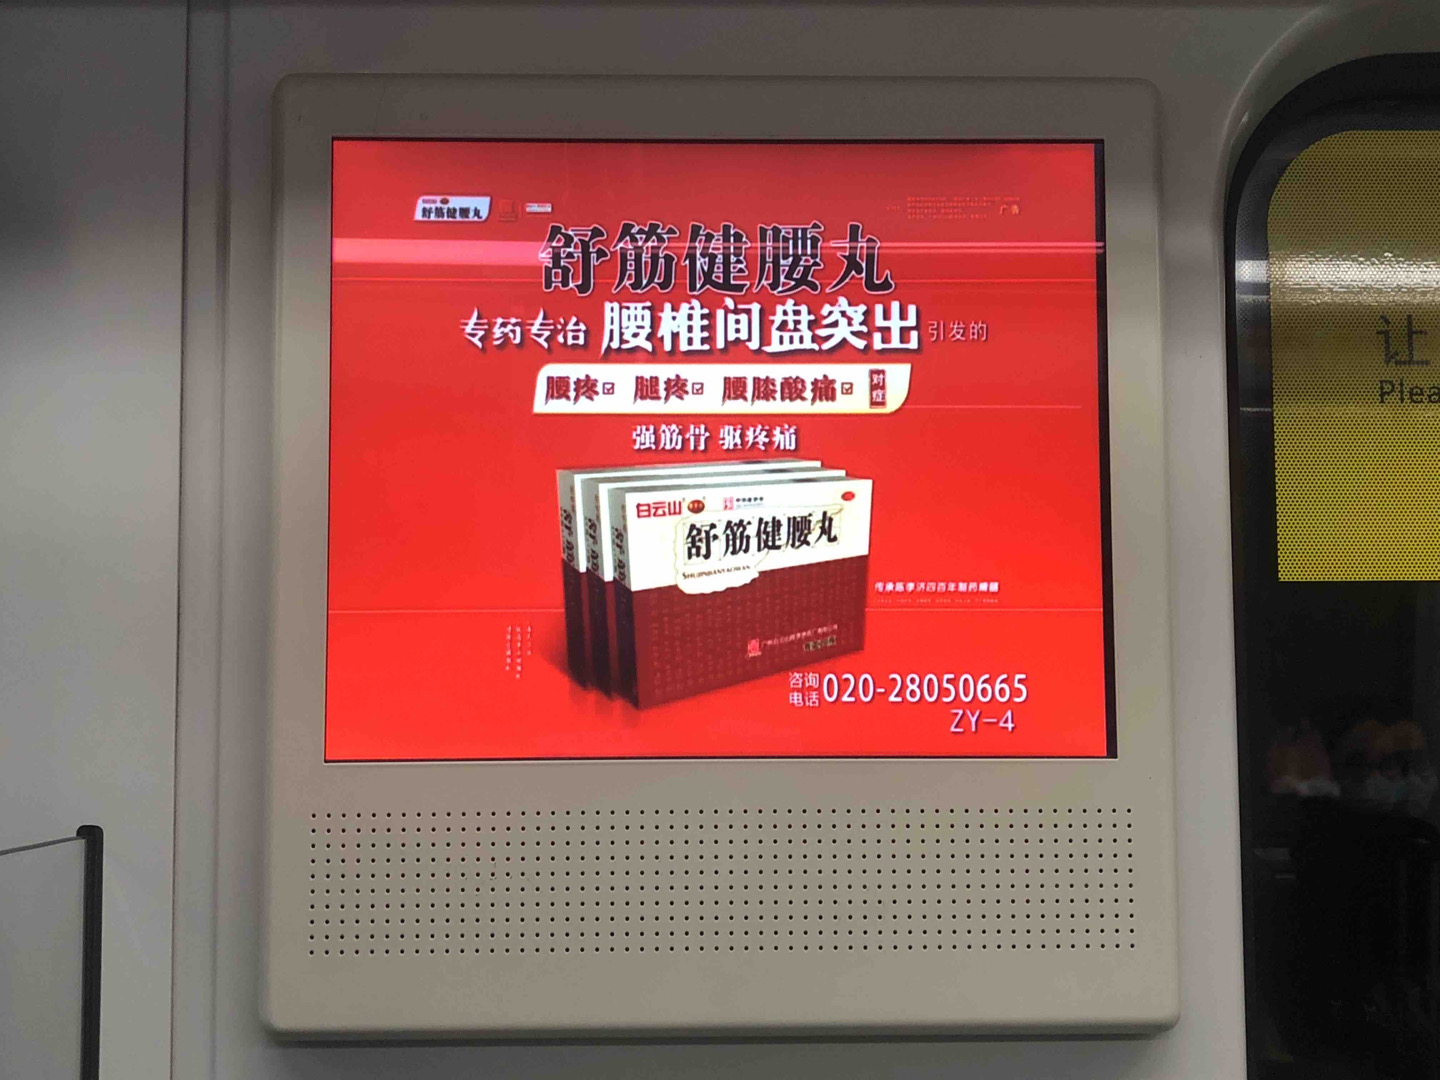 舒筋健腰丸
广告
舒筋健腰丸
专药专治 腰椎间盘突出 引发的
腰疼 腿疼 腰膝酸痛 对症
强筋骨 驱疼痛
白云山
舒筋健腰丸
SHUJINJIANYAOWAN
传承陈李济四百年制药精髓
咨询电话 020-28050665
ZY-4
让
Plea